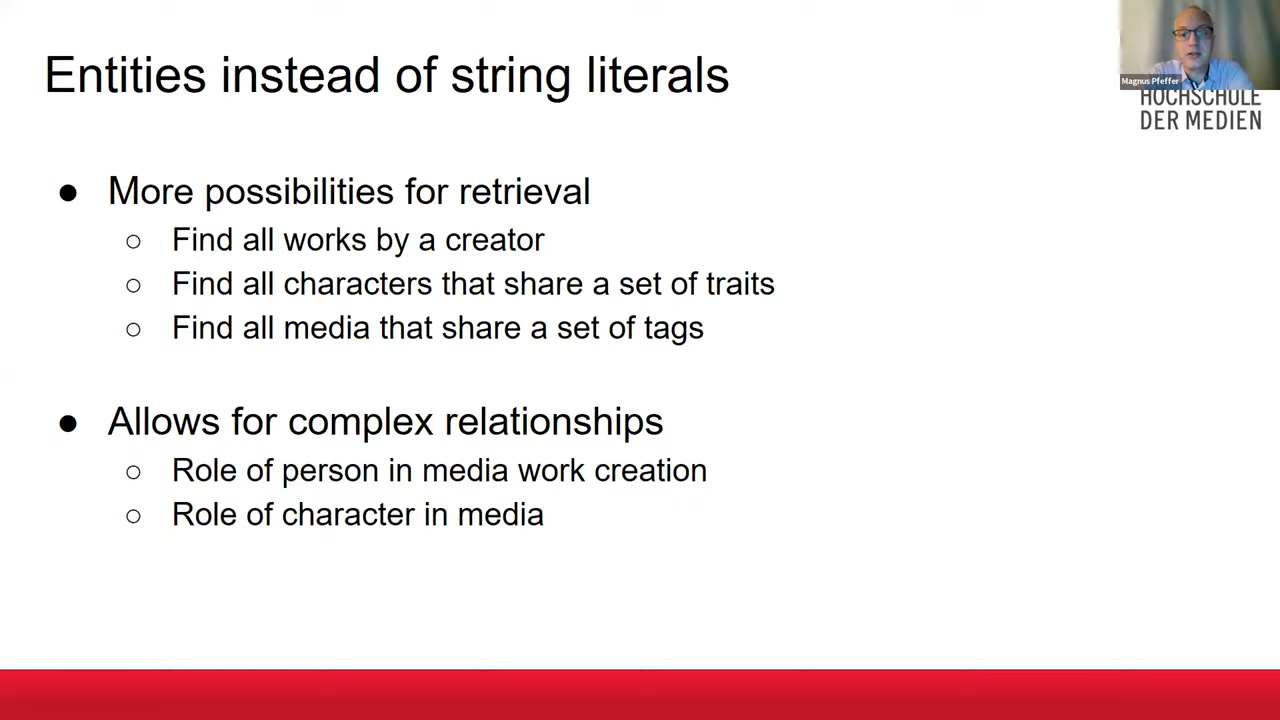 Entities instead of string literals
Magnus Pfeffer
HOCHSCHULE
DER MEDIEN
● More possibilities for retrieval
○ Find all works by a creator
○ Find all characters that share a set of traits
○ Find all media that share a set of tags
● Allows for complex relationships
○ Role of person in media work creation
○ Role of character in media